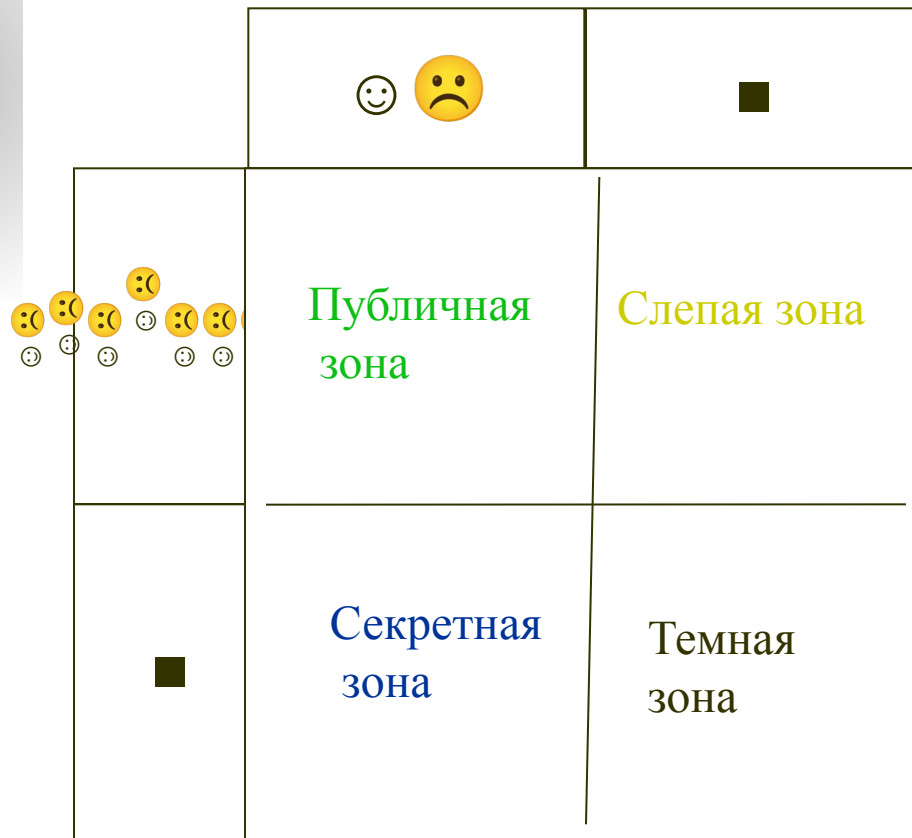 Публичная
зона
Слепая зона
Секретная
зона
Темная
зона